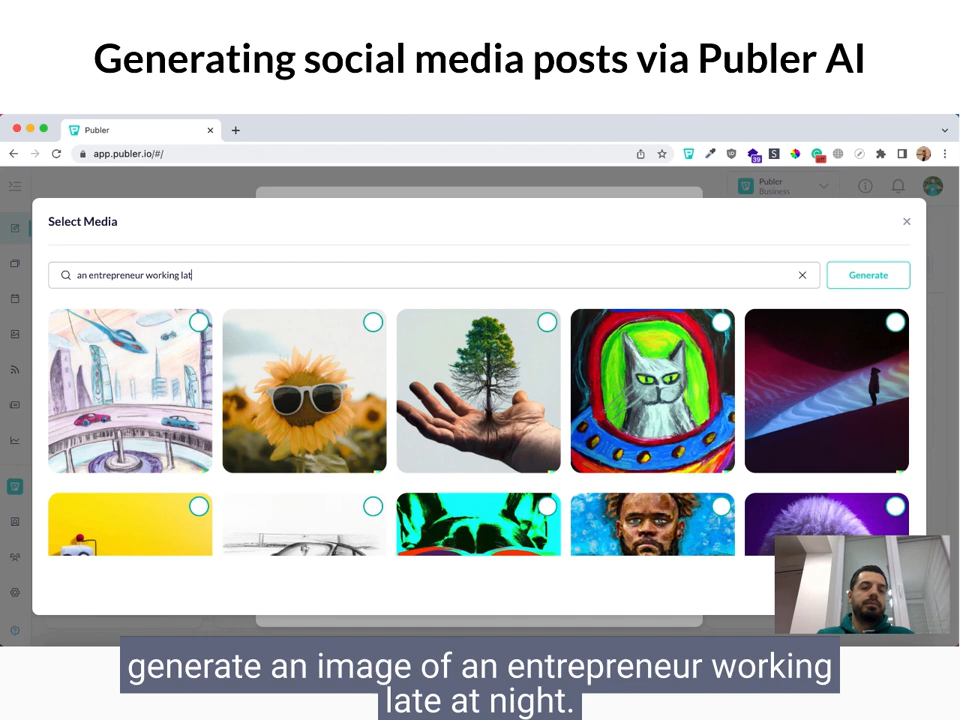 Generating social media posts via Publer AI
Publer
app.publer.io/#/
39
Publer
Business
Select Media
an entrepreneur working lat
Generate
generate an image of an entrepreneur working
late at night.